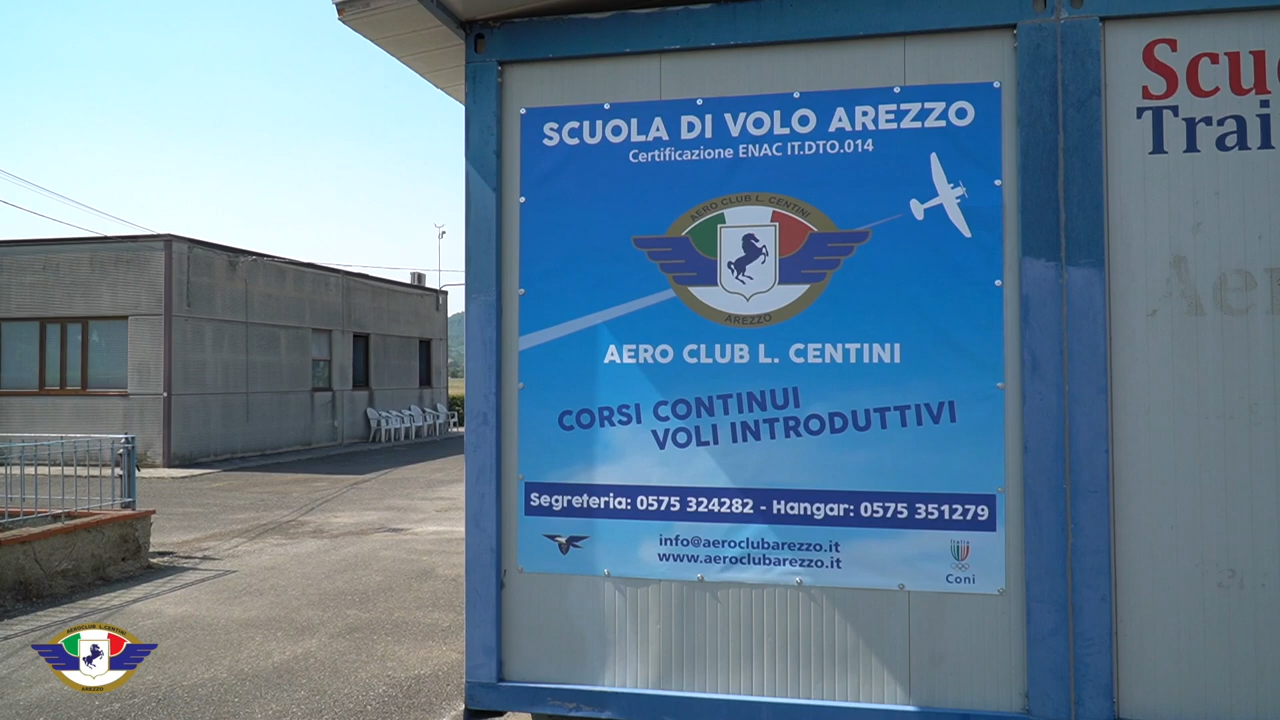 SCUOLA DI VOLO AREZZO
Certificazione ENAC IT.DTO.014
AERO CLUB L. CENTINI
AREZZO
AERO CLUB L. CENTINI
CORSI CONTINUI
VOLI INTRODUTTIVI
Segreteria: 0575 324282 - Hangar: 0575 351279
info@aeroclubarezzo.it
www.aeroclubarezzo.it
Italia
Coni
Scu
Trai
Aer
AEROCLUB L. CENTINI
AREZZO